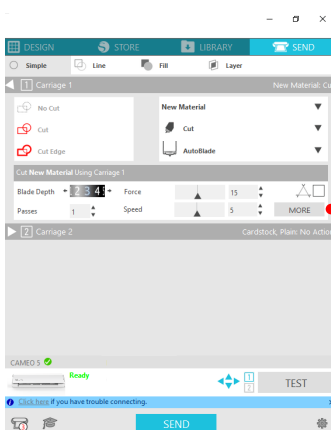 DESIGN STORE LIBRARY SEND
Simple Line Fill Layer
1 Carriage 1 New Material: Cu
No Cut New Material
Cut Cut
Cut Edge AutoBlade
Cut New Material Using Carriage 1
Blade Depth 2 3 4 Force 15
Passes 1 Speed 5 MORE
2 Carriage 2 Cardstock, Plain: No Action
CAMEO 5
Ready
1
2
TEST
Click here if you have trouble connecting.
SEND